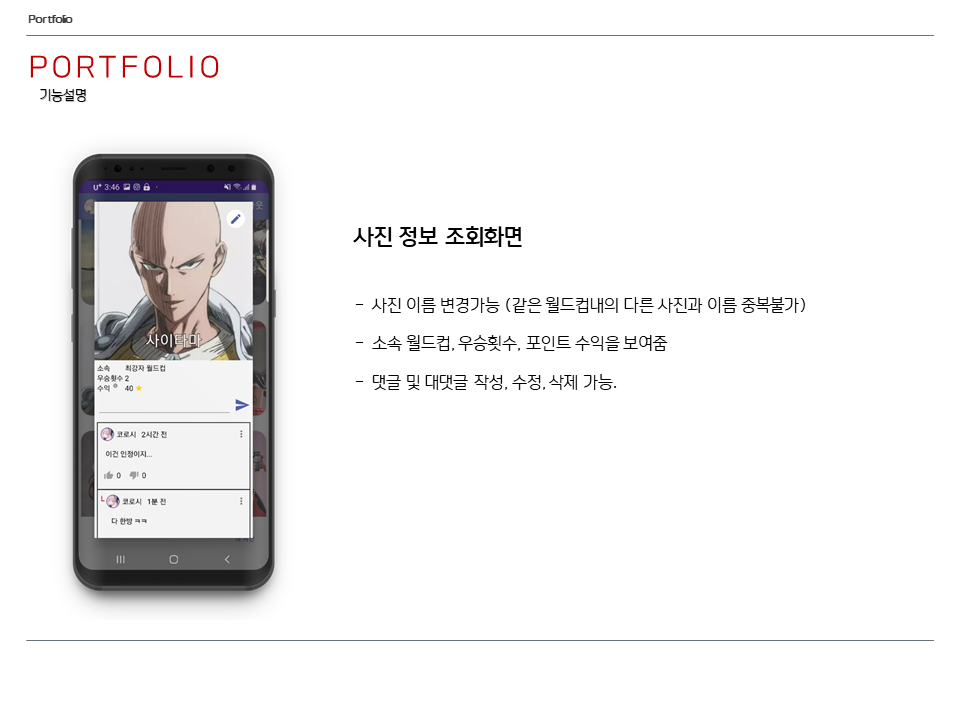 Portfolio
PORTFOLIO
기능설명
U+ 3:46
사이타마
소속 최강자 월드컵
우승횟수 2
수익 40
코로시 2시간 전
이건 인정이지...
0 0
코로시 1분 전
다 한방 ㅋㅋ
사진 정보 조회화면
- 사진 이름 변경가능 (같은 월드컵내의 다른 사진과 이름 중복불가)
- 소속 월드컵, 우승횟수, 포인트 수익을 보여줌
- 댓글 및 대댓글 작성, 수정, 삭제 가능.